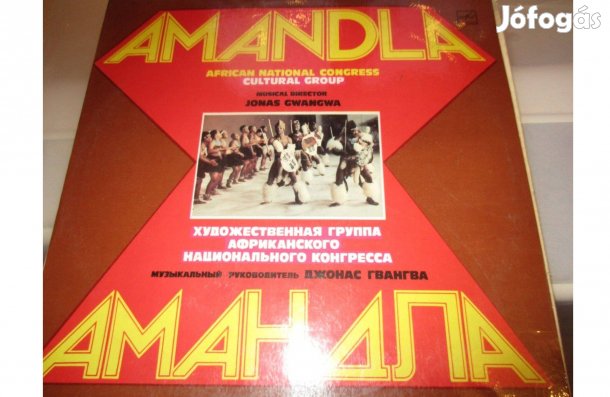 Jófogás
AMANDLA
AFRICAN NATIONAL CONGRESS
CULTURAL GROUP
MUSICAL DIRECTOR
JONAS GWANGWA
ХУДОЖЕСТВЕННАЯ ГРУППА
АФРИКАНСКОГО
НАЦИОНАЛЬНОГО КОНГРЕССА
МУЗЫКАЛЬНЫЙ РУКОВОДИТЕЛЬ ДЖОНАС ГВАНГВА
АМАНДЛА